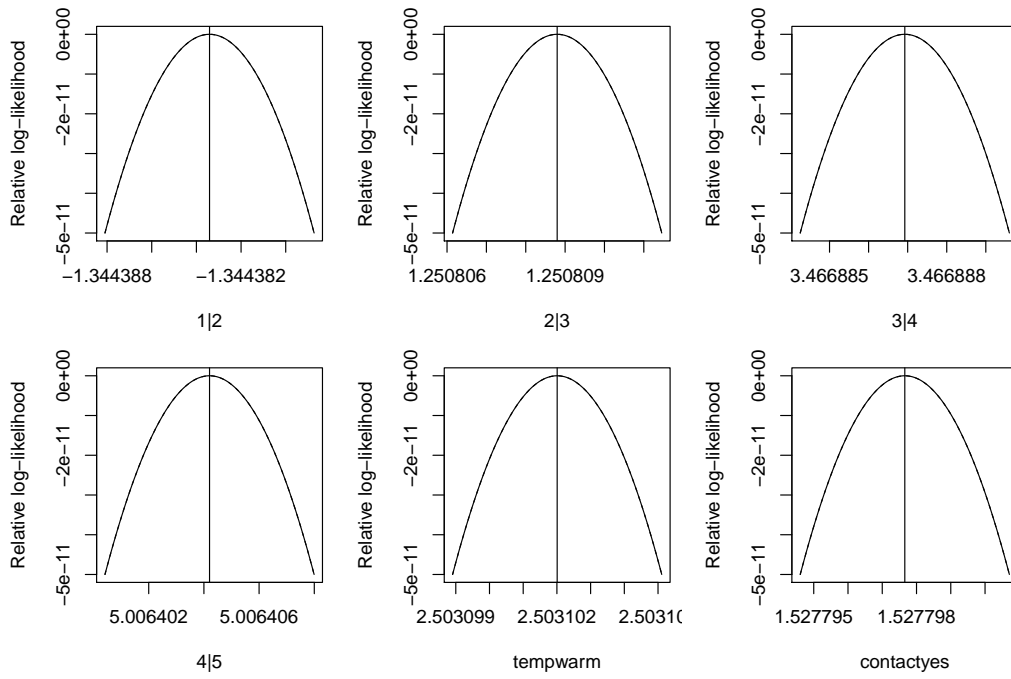 Relative log−likelihood
0e+00
−2e−11
−5e−11
−1.344388
−1.344382
1|2
Relative log−likelihood
0e+00
−2e−11
−5e−11
1.250806
1.250809
2|3
Relative log−likelihood
0e+00
−2e−11
−5e−11
3.466885
3.466888
3|4
Relative log−likelihood
0e+00
−2e−11
−5e−11
5.006402
5.006406
4|5
Relative log−likelihood
0e+00
−2e−11
−5e−11
2.503099
2.503102
tempwarm
Relative log−likelihood
0e+00
−2e−11
−5e−11
1.527795
1.527798
contactyes